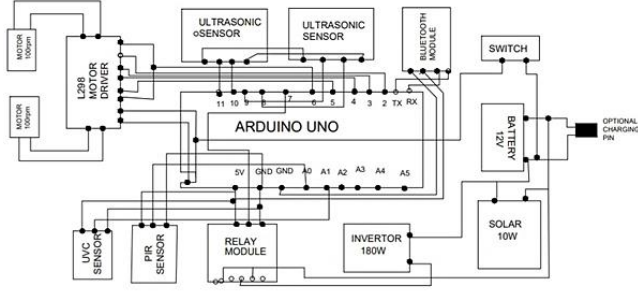 MOTOR
100rpm
L298
MOTOR
DRIVER
ULTRASONIC
SENSOR
ULTRASONIC
SENSOR
BLUETOOTH
MODULE
SWITCH
MOTOR
100rpm
11 10 9 8 7 6 5 4 3 2 TX RX
ARDUINO UNO
BATTERY
12V
OPTIONAL
CHARGING
PIN
5V GND GND A0 A1 A2 A3 A4 A5
UVC
SENSOR
PIR
SENSOR
RELAY
MODULE
INVERTOR
180W
SOLAR
10W